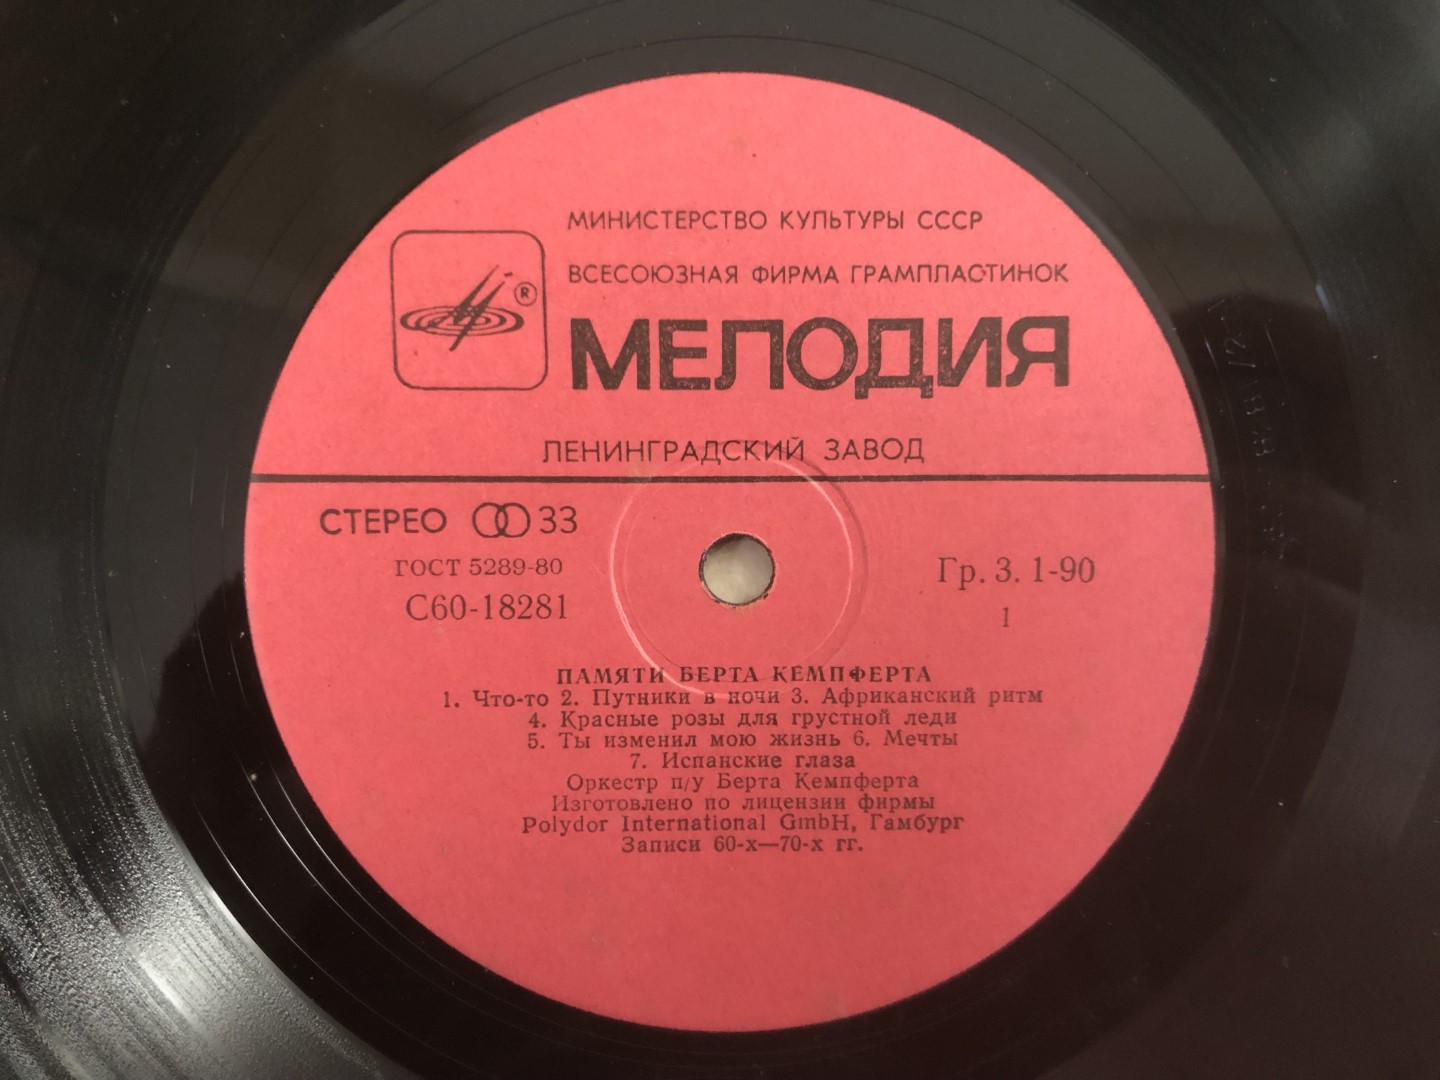 МИНИСТЕРСТВО КУЛЬТУРЫ СССР
ВСЕСОЮЗНАЯ ФИРМА ГРАМПЛАСТИНОК
®
МЕЛОДИЯ
ЛЕНИНГРАДСКИЙ ЗАВОД
СТЕРЕО 33
ГОСТ 5289-80
С60-18281
Гр. 3. 1-90
1
ПАМЯТИ БЕРТА КЕМПФЕРТА
1. Что-то 2. Путники в ночи 3. Африканский ритм
4. Красные розы для грустной леди
5. Ты изменил мою жизнь 6. Мечты
7. Испанские глаза
Оркестр п/у Берта Кемпферта
Изготовлено по лицензии фирмы
Polydor International GmbH, Гамбург
Записи 60-х—70-х гг.